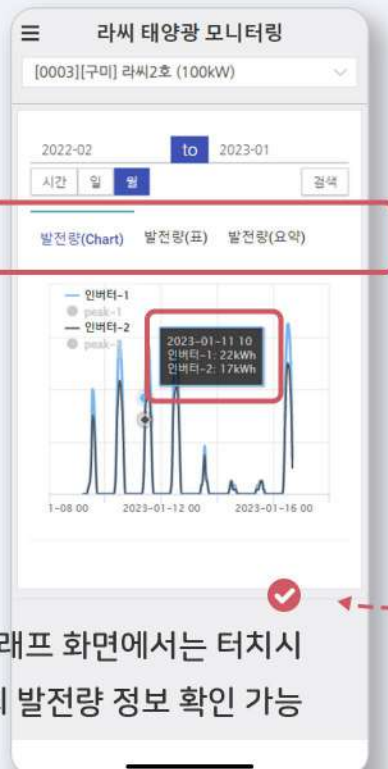 라씨 태양광 모니터링
[0003][구미] 라씨2호 (100kW)
2022-02 to 2023-01
시간 일 월 검색
발전량(Chart) 발전량(표) 발전량(요약)
인버터-1
peak-1
인버터-2
peak-
2023-01-11 10
인버터-1: 22kWh
인버터-2: 17kWh
1-08 00 2023-01-12 00 2023-01-16 00
래프 화면에서는 터치시
발전량 정보 확인 가능